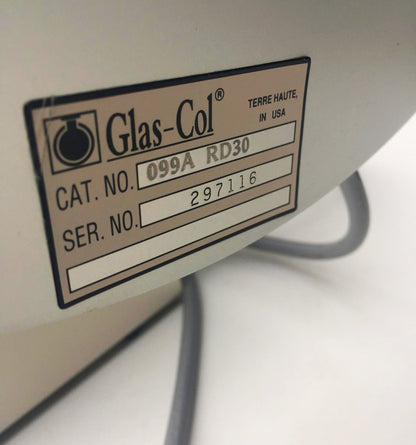 Glas-Col®
TERRE HAUTE,
IN USA
CAT. NO. 099A RD30
SER. NO. 297116